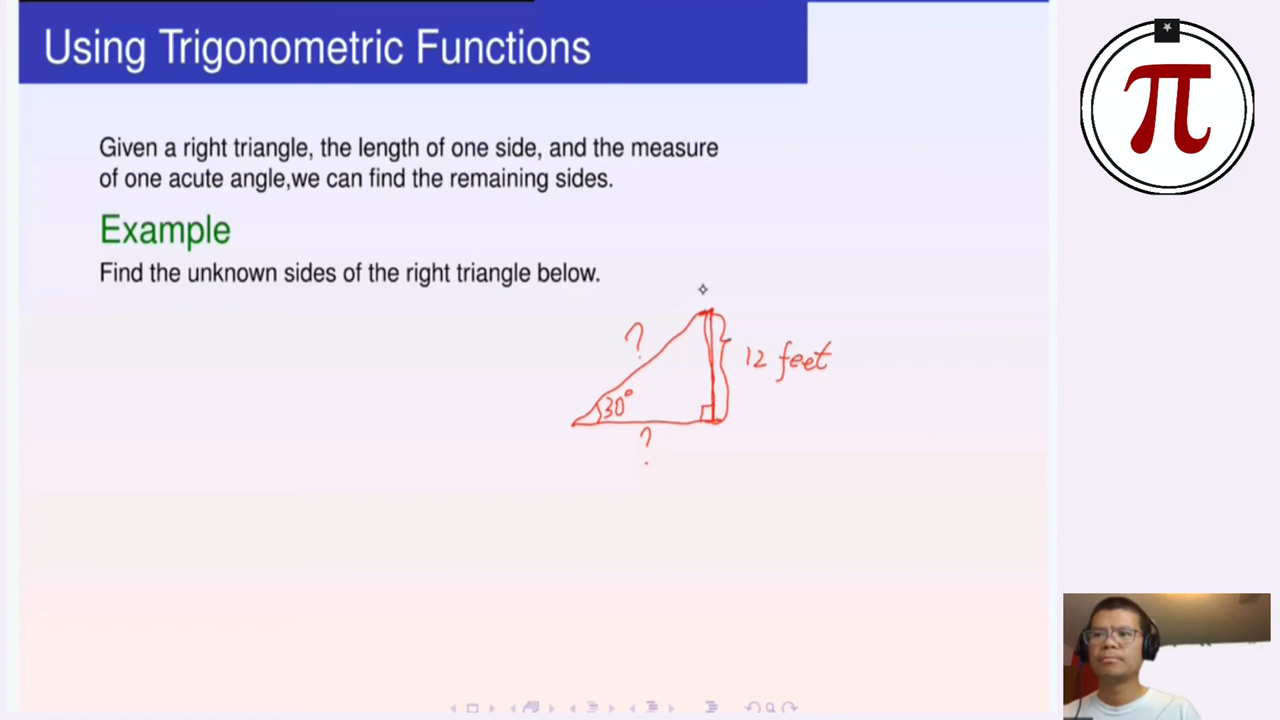 Using Trigonometric Functions
Given a right triangle, the length of one side, and the measure
of one acute angle,we can find the remaining sides.
Example
Find the unknown sides of the right triangle below.
?
12 feet
30°
?
π